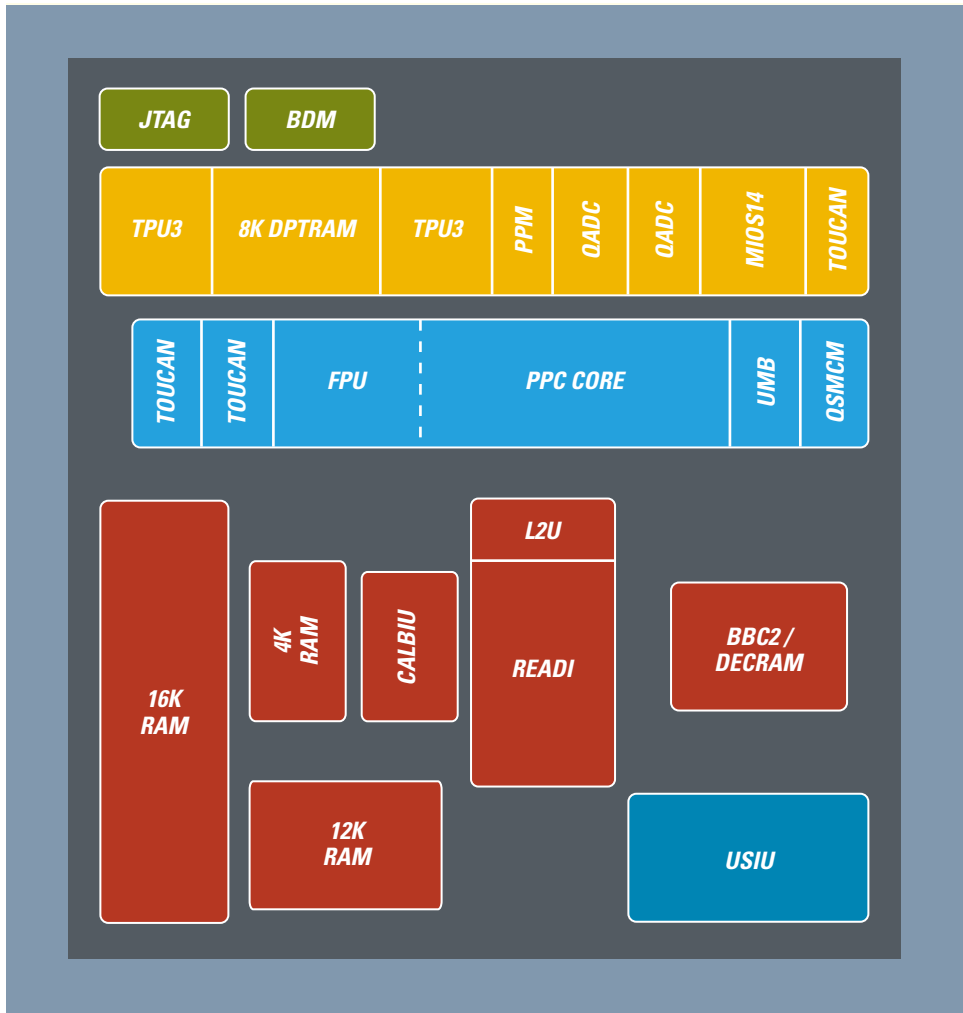 JTAG
BDM
TPU3
8K DPTRAM
TPU3
PPM
QADC
QADC
MIOS14
TOUCAN
TOUCAN
TOUCAN
FPU
PPC CORE
UMB
QSMCM
16K
RAM
4K
RAM
CALBIU
L2U
READI
BBC2 /
DECRAM
12K
RAM
USIU